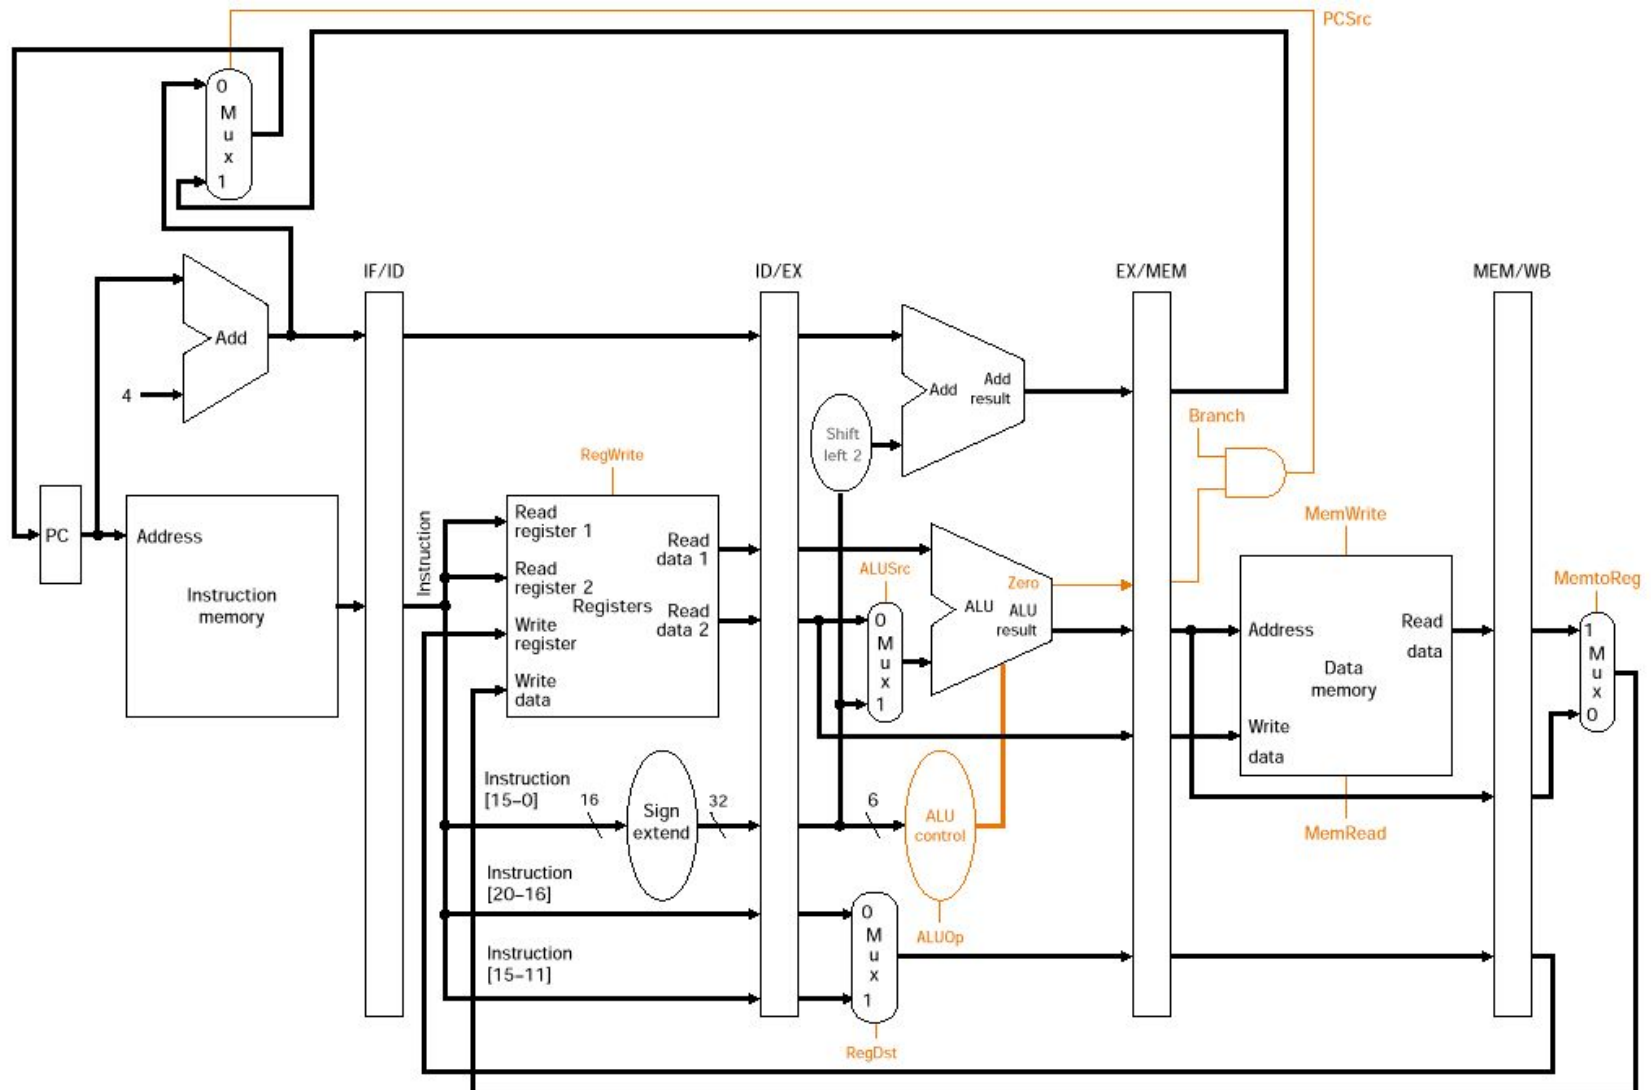 PCSrc
0
M
u
x
1
IF/ID
ID/EX
EX/MEM
MEM/WB
Add
4
Add
Add
result
Shift
left 2
Branch
RegWrite
PC
Address
Instruction
memory
Instruction
Read
register 1
Read
register 2
Write
register
Write
data
Registers
Read
data 1
Read
data 2
ALUSrc
0
M
u
x
1
Zero
ALU
ALU
result
MemWrite
Address
Read
data
Data
memory
Write
data
MemRead
MemtoReg
1
M
u
x
0
Instruction
[15–0]
16
Sign
extend
32
6
ALU
control
ALUOp
Instruction
[20–16]
Instruction
[15–11]
0
M
u
x
1
RegDst